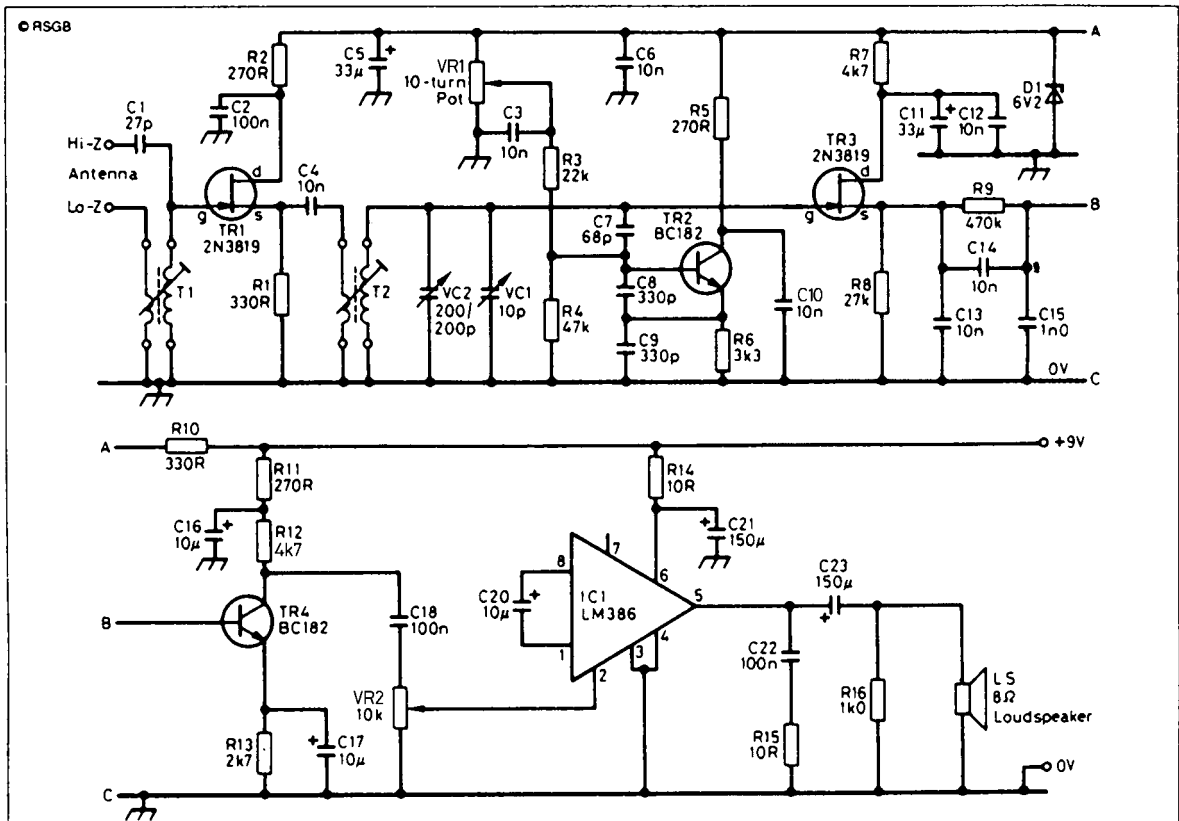 © RSGB
C1
27p
Hi-Z
Antenna
Lo-Z
T1
R2
270R
C2
100n
d
g
s
TR1
2N3819
R1
330R
C4
10n
T2
C5
33µ
+
VR1
10-turn
Pot
C3
10n
R3
22k
R4
47k
VC2
200/
200p
VC1
10p
C6
10n
C7
68p
C8
330p
C9
330p
TR2
BC182
R5
270R
R6
3k3
C10
10n
R7
4k7
C11
33µ
+
C12
10n
D1
6V2
TR3
2N3819
d
g
s
R8
27k
R9
470k
C14
10n
C13
10n
C15
1n0
A
B
0V
C
A
R10
330R
R11
270R
C16
10µ
+
R12
4k7
B
TR4
BC182
R13
2k7
C17
10µ
+
C
C18
100n
VR2
10k
C20
10µ
+
8
1
7
IC1
LM386
2
3
4
5
6
R14
10R
C21
150µ
+
C22
100n
R15
10R
C23
150µ
+
R16
1k0
LS
8Ω
Loudspeaker
+9V
0V